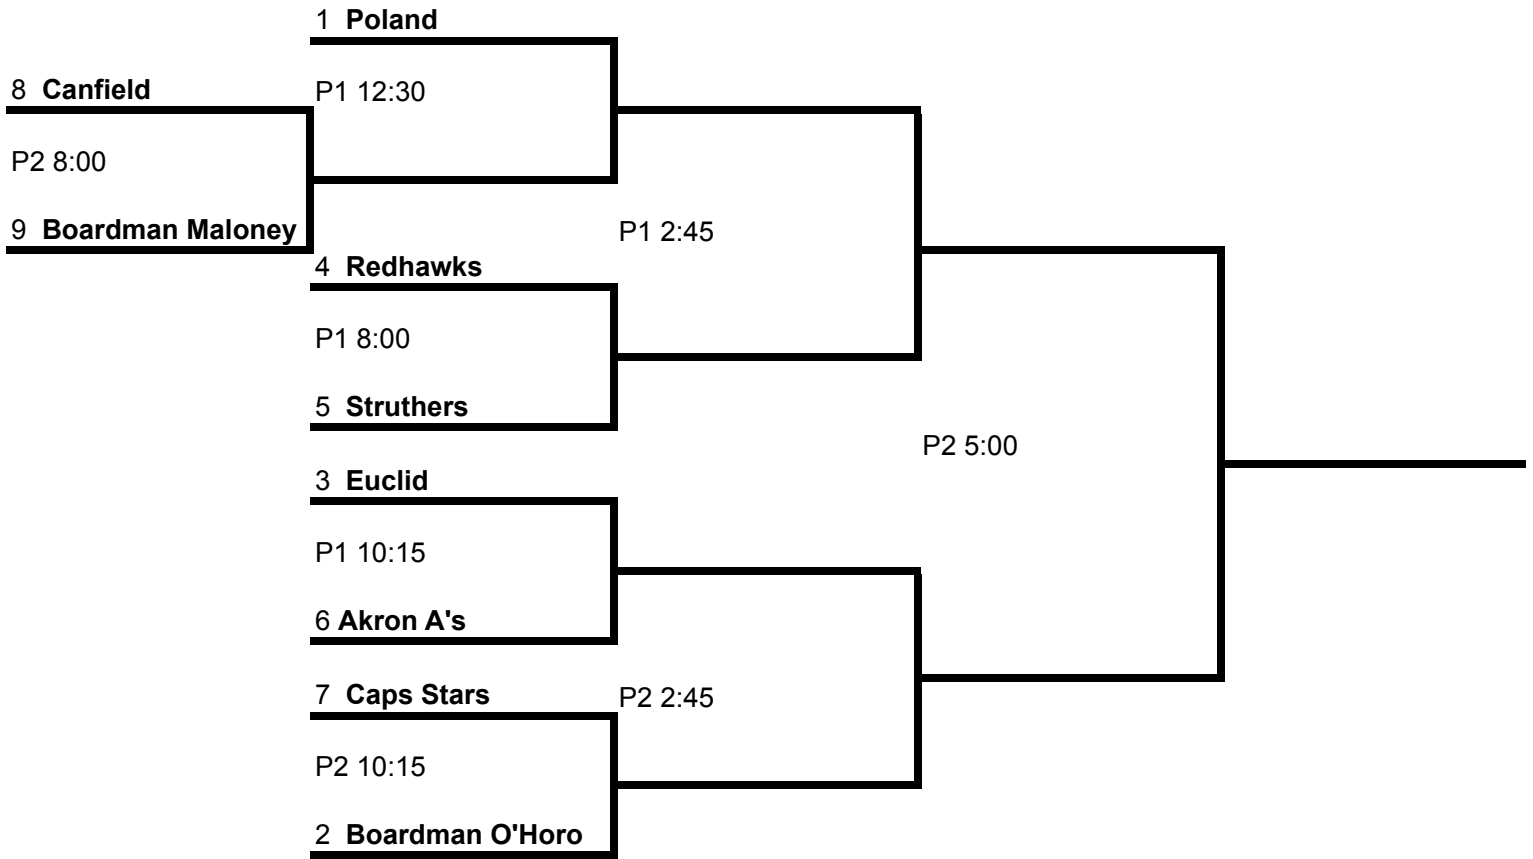 1 Poland
8 Canfield
P1 12:30
P2 8:00
9 Boardman Maloney
P1 2:45
4 Redhawks
P1 8:00
5 Struthers
P2 5:00
3 Euclid
P1 10:15
6 Akron A's
7 Caps Stars
P2 2:45
P2 10:15
2 Boardman O'Horo